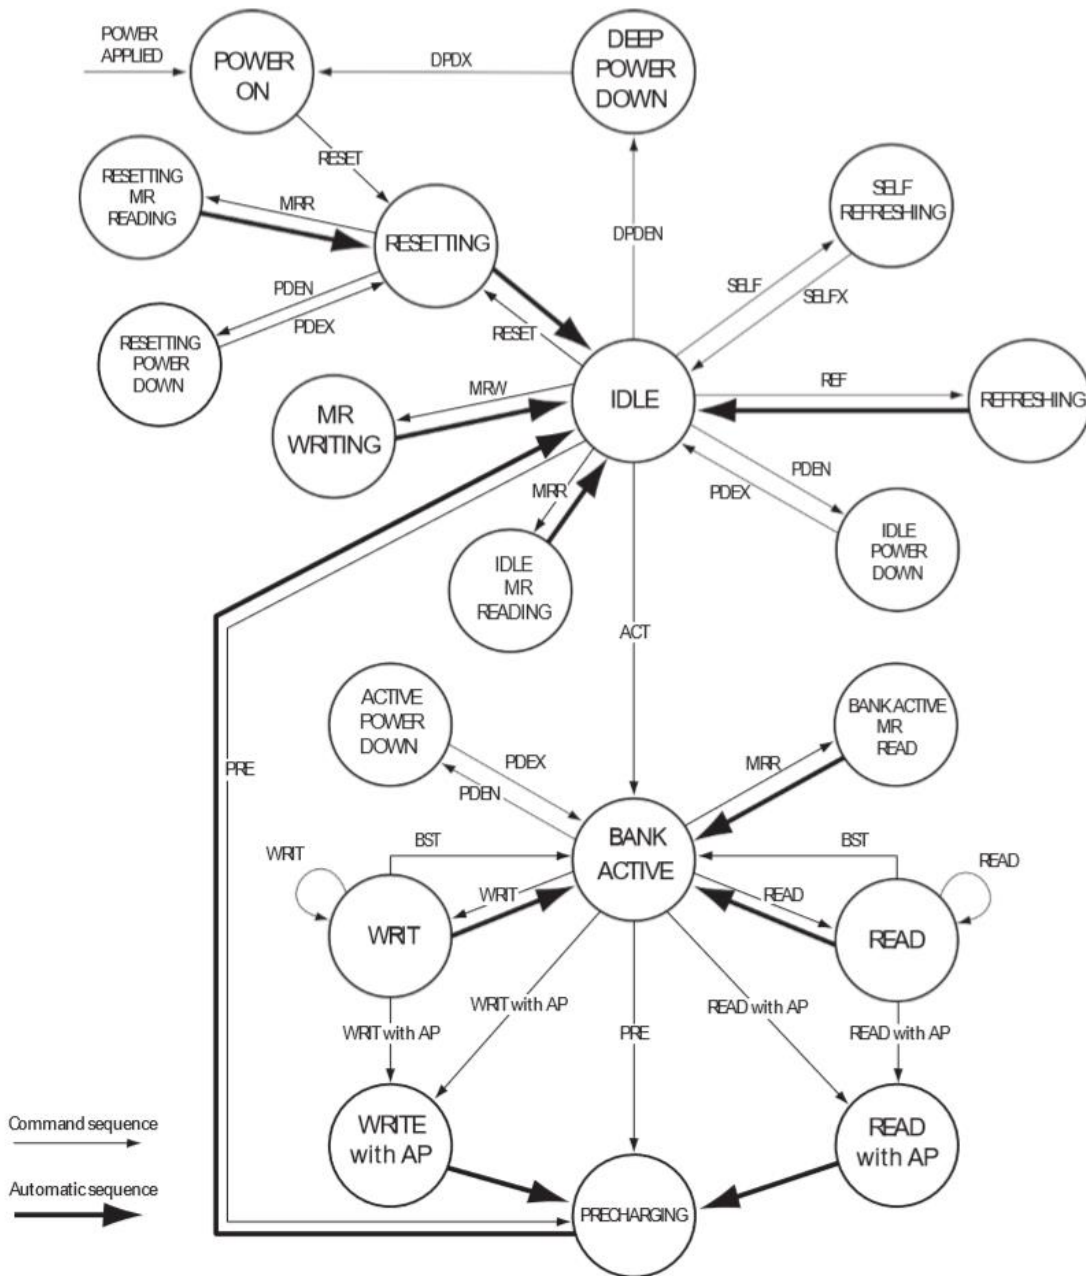 POWER
APPLIED
POWER
ON
DPDX
DEEP
POWER
DOWN
RESET
RESETTING
MR
READING
MRR
RESETTING
SELF
REFRESHING
DPDEN
PDEN
PDEX
RESETTING
POWER
DOWN
RESET
SELF
SELFX
MRW
MR
WRITING
IDLE
REF
REFRESHING
MRR
PDEN
PDEX
IDLE
MR
READING
IDLE
POWER
DOWN
ACT
ACTIVE
POWER
DOWN
BANK ACTIVE
MR
READ
PRE
PDEX
PDEN
MRR
BANK
ACTIVE
WRIT
BST
BST
READ
WRIT
READ
WRIT
READ
WRIT with AP
WRIT with AP
PRE
READ with AP
READ with AP
WRITE
with AP
READ
with AP
Command sequence
Automatic sequence
PRECHARGING